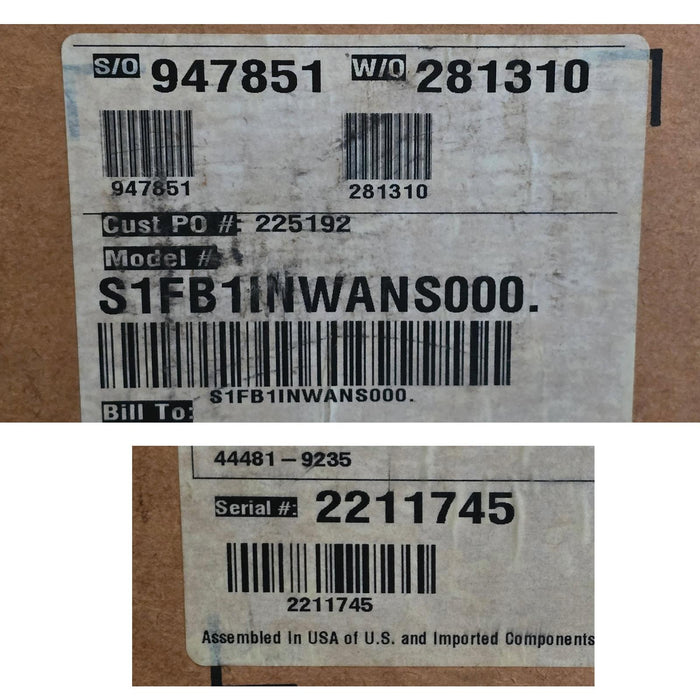 S/O 947851 W/O 281310
947851 281310
Cust PO #: 225192
Model #
S1FB1INWANS000.
S1FB1INWANS000.
Bill To:
44481-9235
Serial #: 2211745
2211745
Assembled In USA of U.S. and Imported Components